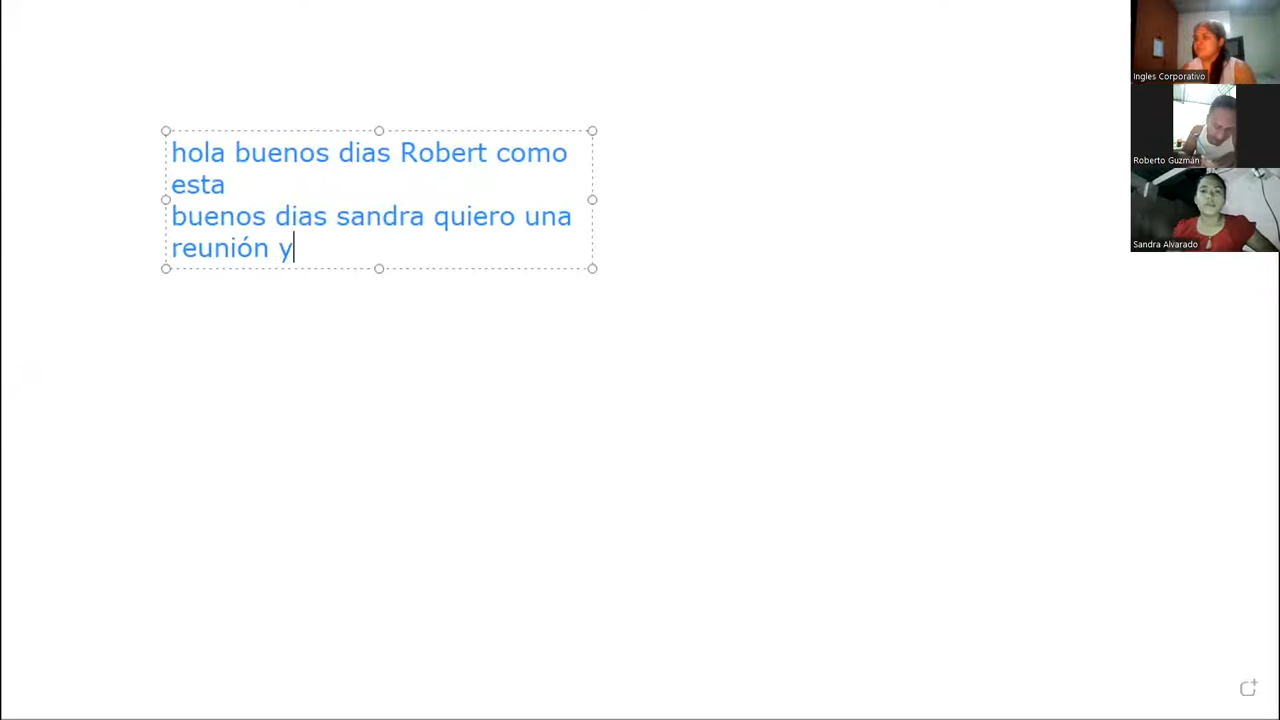 hola buenos dias Robert como
esta
buenos dias sandra quiero una
reunión y
Ingles Corporativo
Roberto Guzmán
Sandra Alvarado